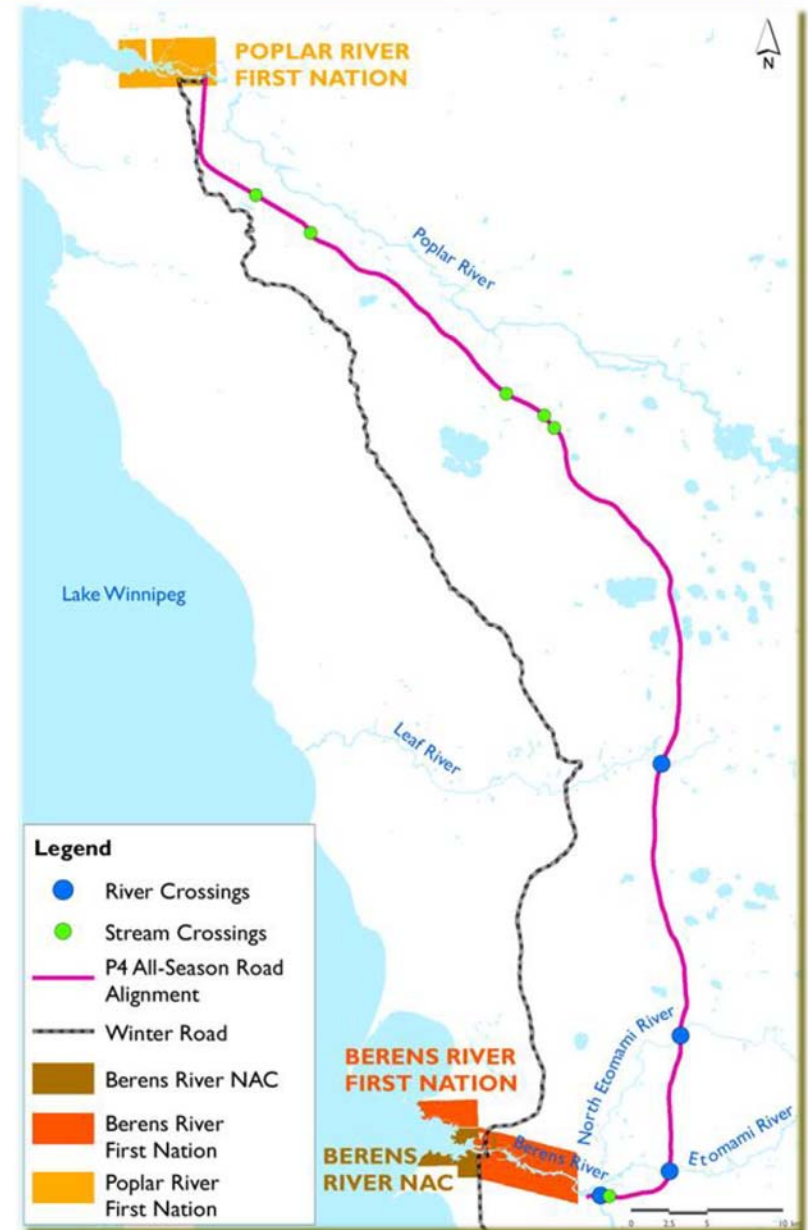 POPLAR RIVER
FIRST NATION
N
Poplar River
Lake Winnipeg
Leaf River
Legend
River Crossings
Stream Crossings
P4 All-Season Road
Alignment
Winter Road
Berens River NAC
Berens River
First Nation
Poplar River
First Nation
BERENS RIVER
FIRST NATION
North Etomami River
Etomami River
Berens River
BERENS
RIVER NAC
0 2.5 5 10